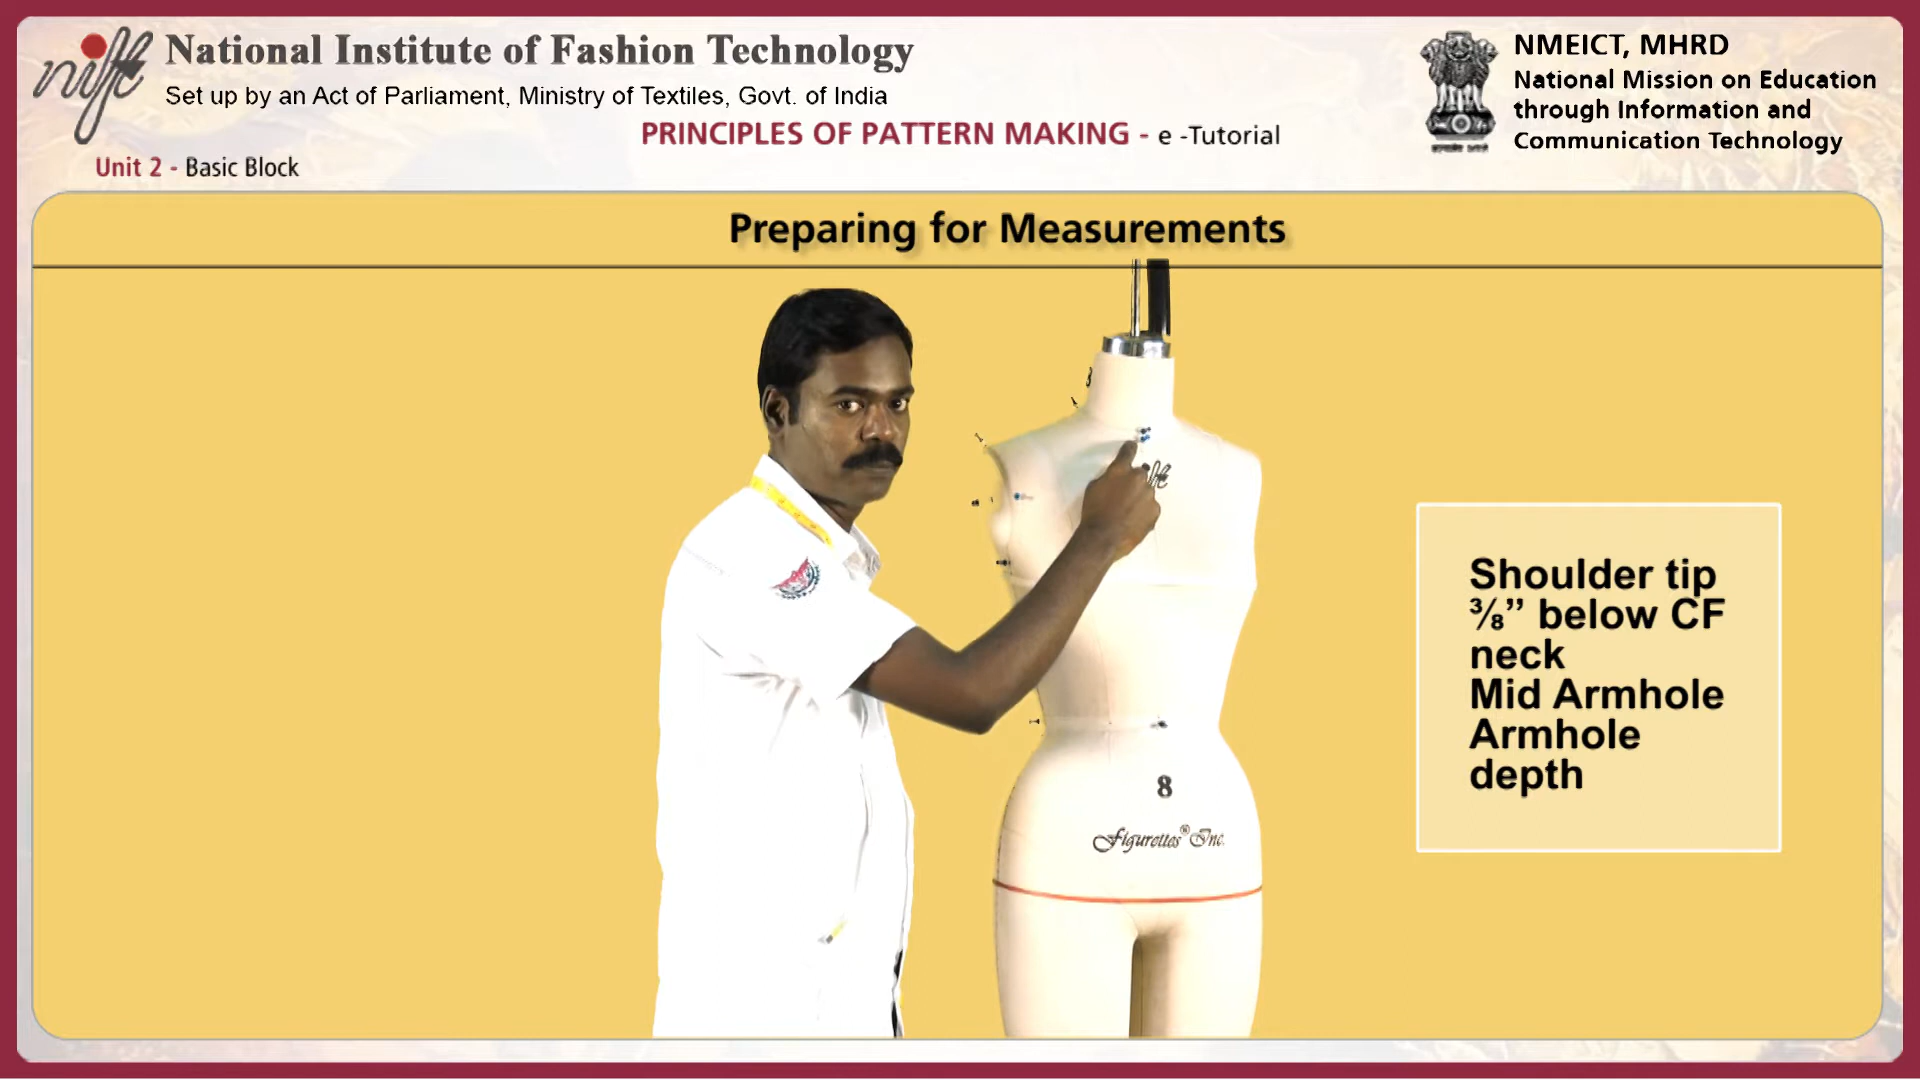 nift
National Institute of Fashion Technology
Set up by an Act of Parliament, Ministry of Textiles, Govt. of India
PRINCIPLES OF PATTERN MAKING - e -Tutorial
Unit 2 - Basic Block
NMEICT, MHRD
National Mission on Education
through Information and
Communication Technology
Preparing for Measurements
Shoulder tip
⅜” below CF
neck
Mid Armhole
Armhole
depth
8
Figurettes® Inc.